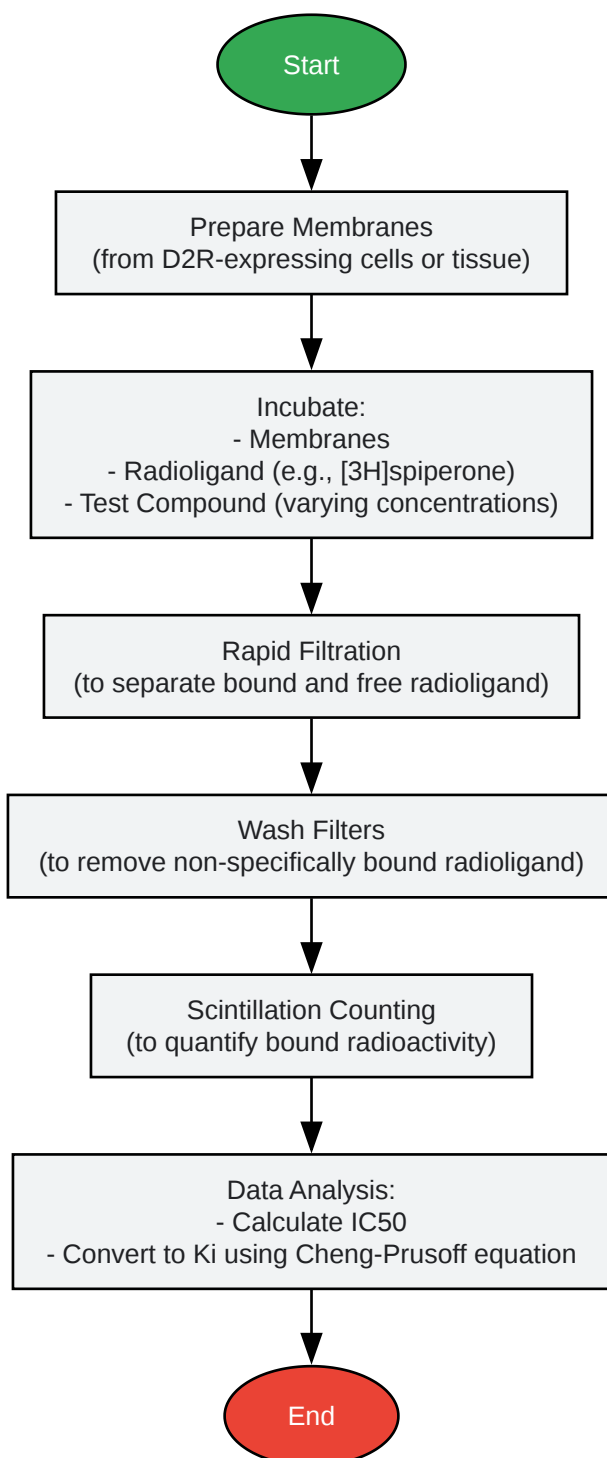 Start
Prepare Membranes
(from D2R-expressing cells or tissue)
Incubate:
- Membranes
- Radioligand (e.g., [3H]spiperone)
- Test Compound (varying concentrations)
Rapid Filtration
(to separate bound and free radioligand)
Wash Filters
(to remove non-specifically bound radioligand)
Scintillation Counting
(to quantify bound radioactivity)
Data Analysis:
- Calculate IC50
- Convert to Ki using Cheng-Prusoff equation
End